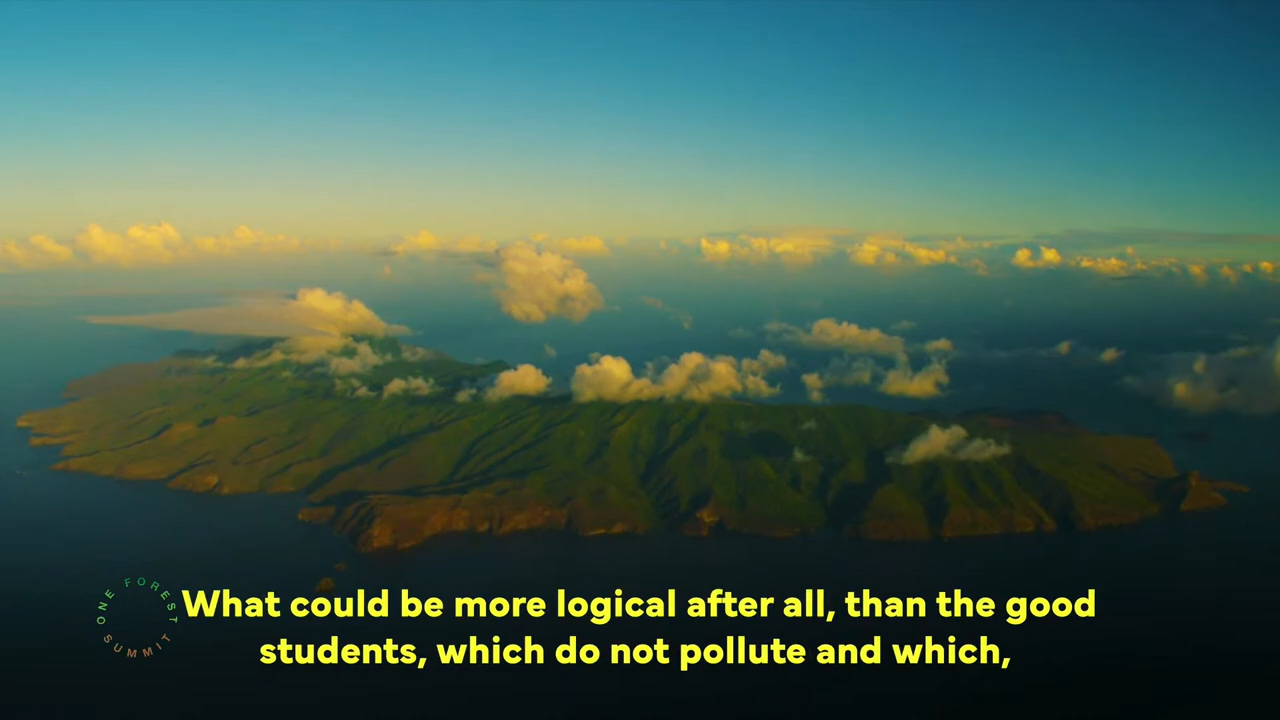 ONE FOREST
SUMMIT
What could be more logical after all, than the good
students, which do not pollute and which,